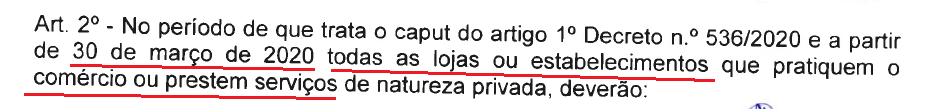 Art. 2º - No período de que trata o caput do artigo 1º Decreto n.º 536/2020 e a partir
de 30 de março de 2020 todas as lojas ou estabelecimentos que pratiquem o
comércio ou prestem serviços de natureza privada, deverão: